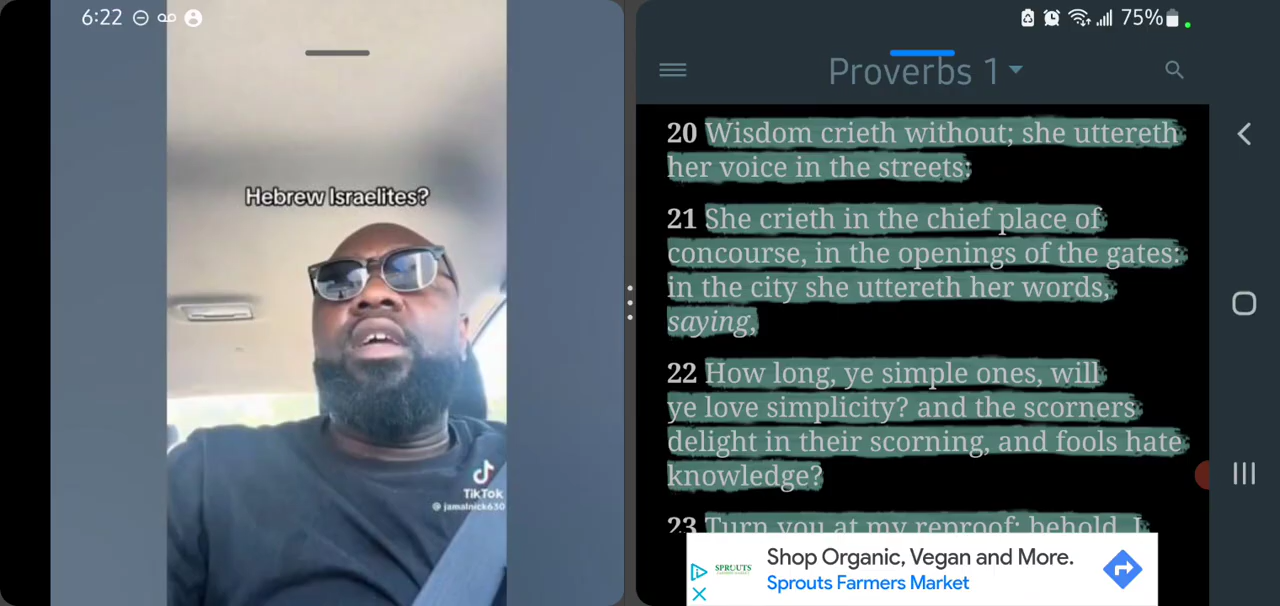 6:22
Hebrew Israelites?
TikTok
@jamalnick630
75%
Proverbs 1
20 Wisdom crieth without; she uttereth
her voice in the streets:
21 She crieth in the chief place of
concourse, in the openings of the gates:
in the city she uttereth her words,
saying,
22 How long, ye simple ones, will
ye love simplicity? and the scorners
delight in their scorning, and fools hate
knowledge?
23 Turn you at my reproof: behold, I
SPROUTS
Shop Organic, Vegan and More.
Sprouts Farmers Market